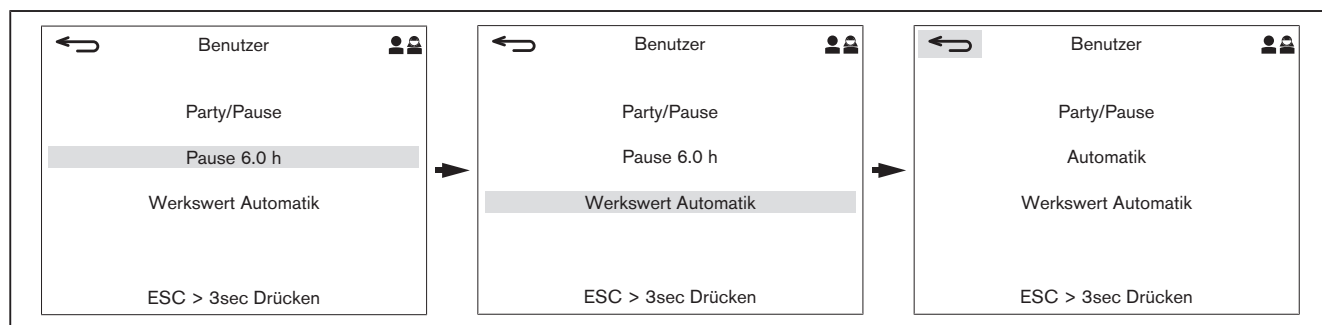 Benutzer
Party/Pause
Pause 6.0 h
Werkswert Automatik
ESC > 3sec Drücken
Benutzer
Party/Pause
Pause 6.0 h
Werkswert Automatik
ESC > 3sec Drücken
Benutzer
Party/Pause
Automatik
Werkswert Automatik
ESC > 3sec Drücken